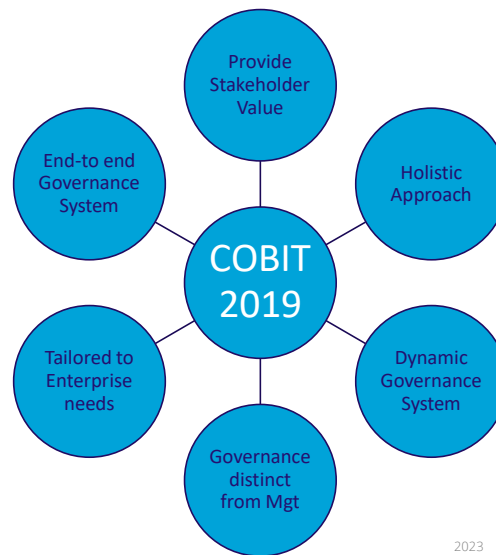 Provide
Stakeholder
Value
End-to end
Governance
System
Holistic
Approach
COBIT
2019
Tailored to
Enterprise
needs
Dynamic
Governance
System
Governance
distinct
from Mgt
2023